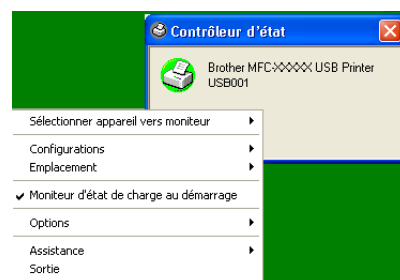 Contrôleur d'état
Brother MFC-XXXXX USB Printer
USB001
Sélectionner appareil vers moniteur
Configurations
Emplacement
Moniteur d'état de charge au démarrage
Options
Assistance
Sortie